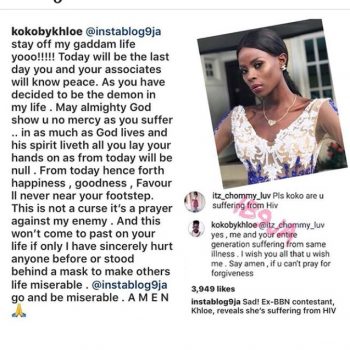 kokobykhloe @instablog9ja
stay off my gaddam life
yooo!!!!! Today will be the last
day you and your associates
will know peace. As you have
decided to be the demon in
my life . May almighty God
show u no mercy as you suffer
.. in as much as God lives and
his spirit liveth all you lay your
hands on as from today will be
null . From today hence forth
happiness , goodness , Favour
ll never near your footstep.
This is not a curse it's a prayer
against my enemy . And this
won't come to past on your
life if only I have sincerely hurt
anyone before or stood
behind a mask to make others
life miserable . @instablog9ja
go and be miserable . A M E N
🙏
itz_chommy_luv Pls koko are u
suffering from Hiv
kokobykhloe @itz_chommy_luv
yes , me and your entire
generation suffering from same
illness . I wish you all that u wish
me . Say amen , if u can't pray for
forgiveness
3,949 likes
instablog9ja Sad! Ex-BBN contestant,
Khloe, reveals she's suffering from HIV